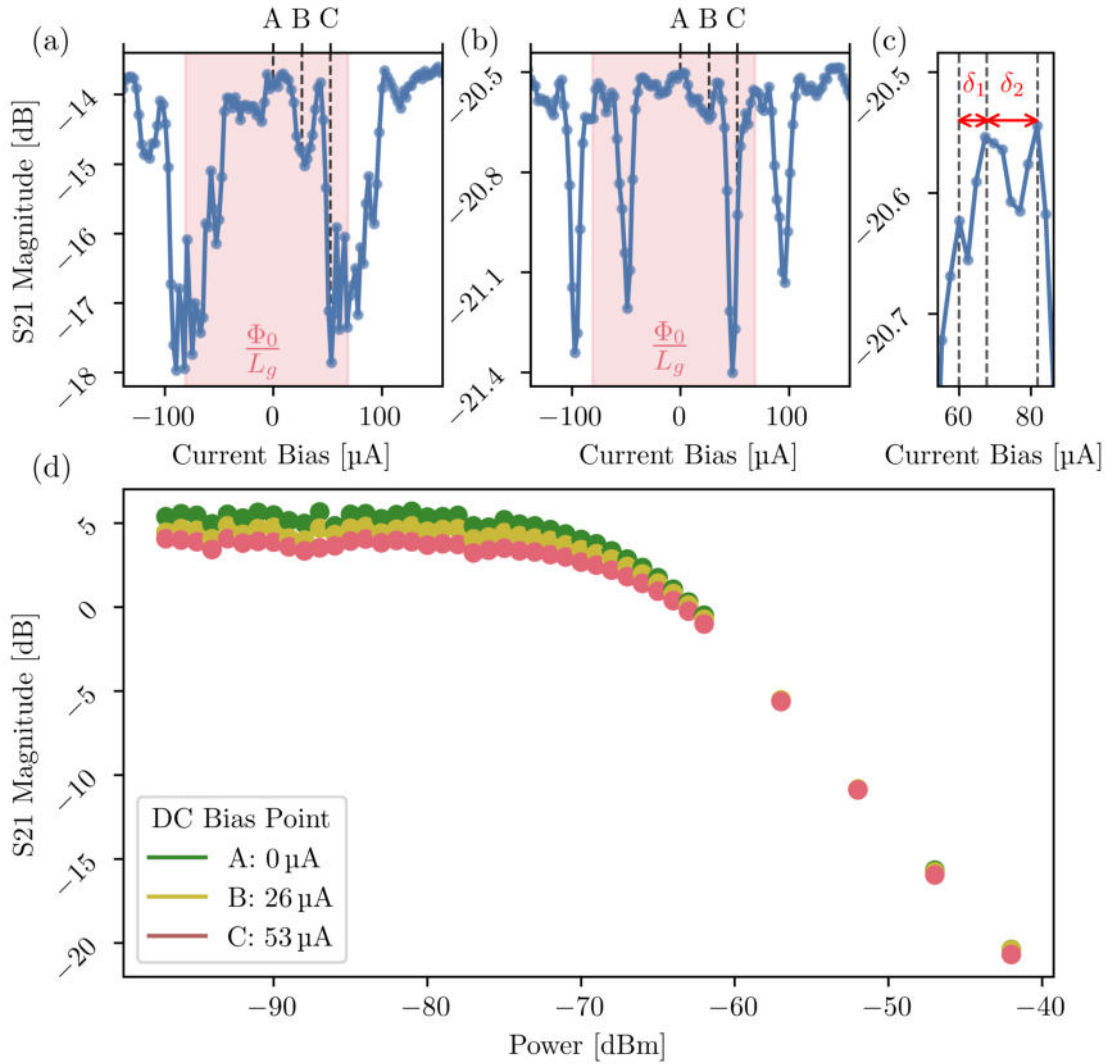 (a)
A B C
S21 Magnitude [dB]
−14
−15
−16
−17
−18
Φ0
Lg
−100 0 100
Current Bias [µA]
(b)
A B C
−20.5
−20.8
−21.1
−21.4
Φ0
Lg
−100 0 100
Current Bias [µA]
(c)
−20.5
−20.6
−20.7
δ1 δ2
60 80
Current Bias [µA]
(d)
S21 Magnitude [dB]
5
0
−5
−10
−15
−20
DC Bias Point
A: 0 µA
B: 26 µA
C: 53 µA
−90 −80 −70 −60 −50 −40
Power [dBm]